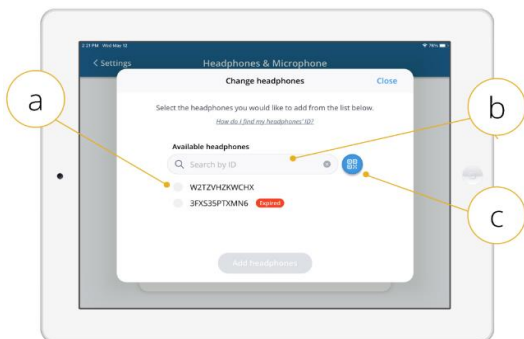 2:21 PM Wed May 12
76%
< Settings
Headphones & Microphone
Change headphones
Close
Select the headphones you would like to add from the list below.
How do I find my headphones' ID?
Available headphones
Search by ID
W2TZVHZKWCHX
3FXS35PTXMN6 Expired
Add headphones
a
b
c